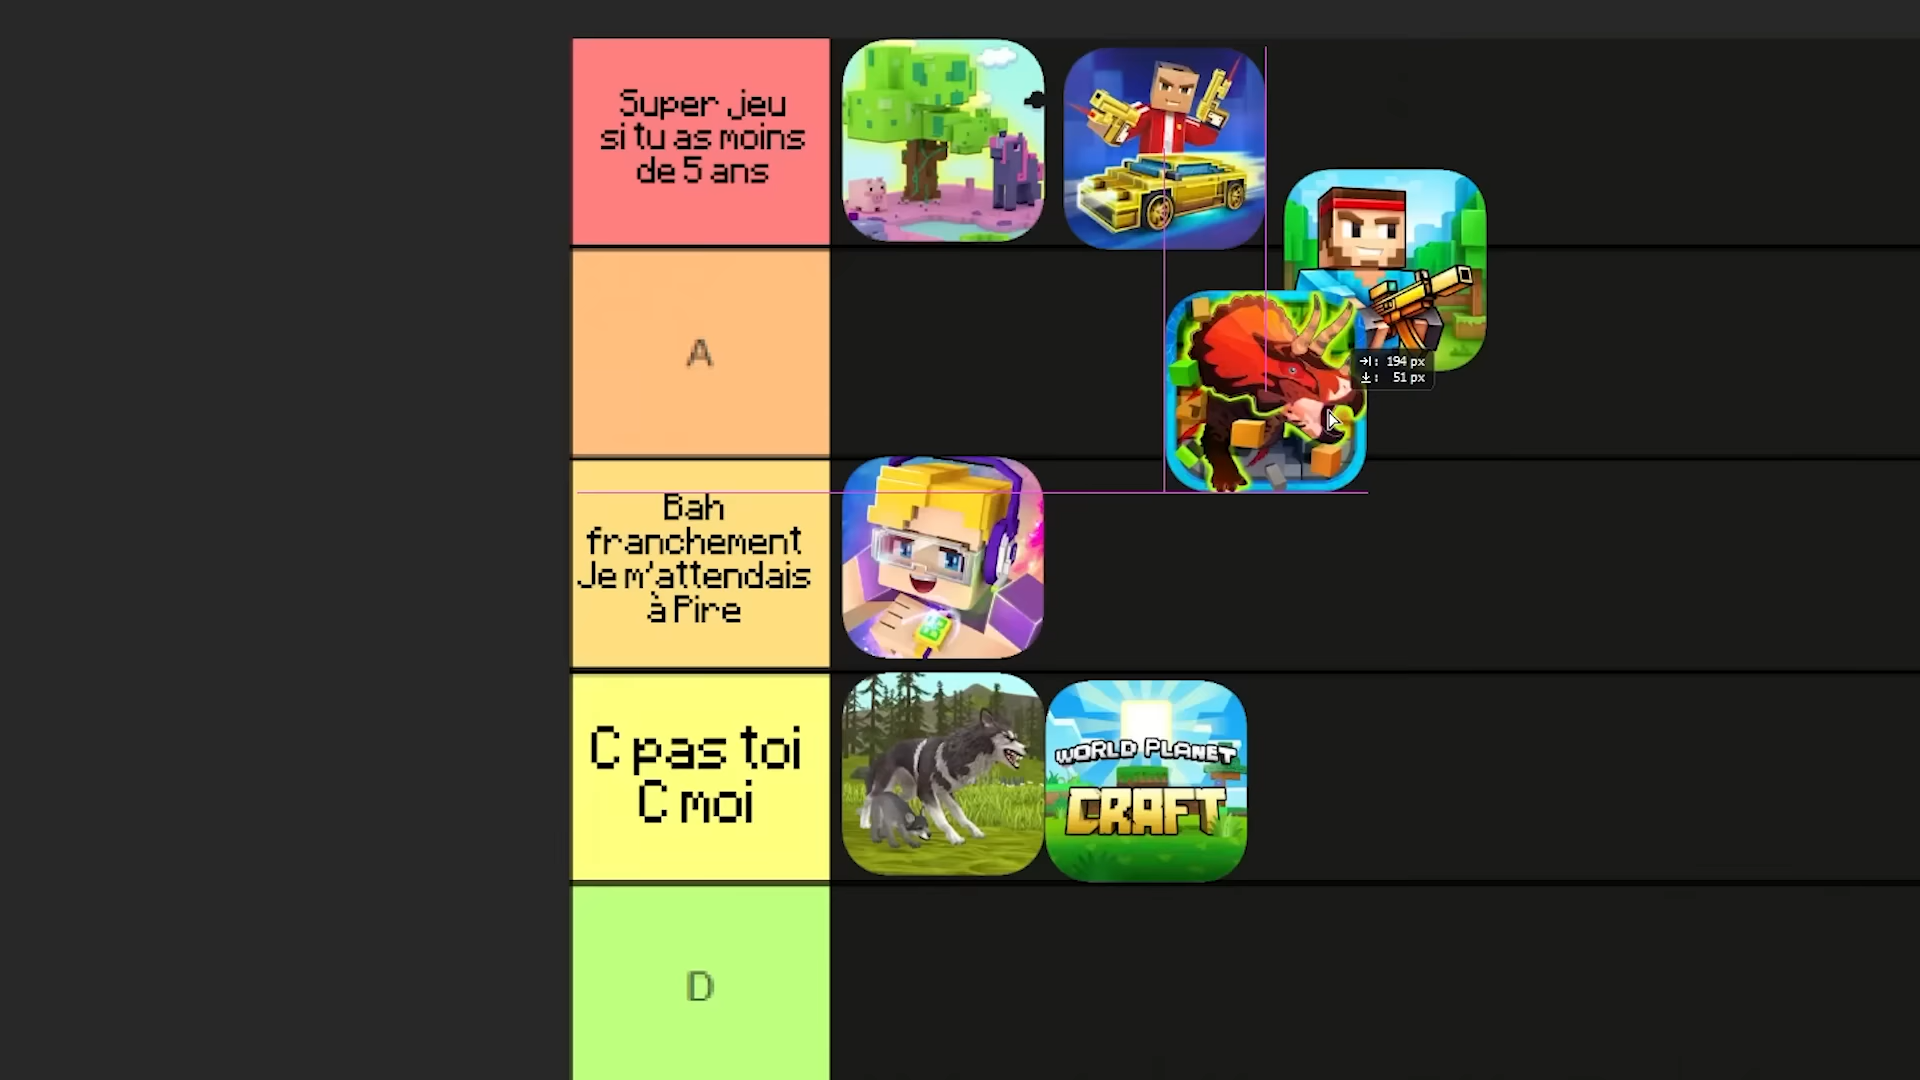 Super jeu
si tu as moins
de 5 ans
A
→|: 194 px
↓: 51 px
Bah
franchement
Je m'attendais
à Pire
BG
C pas toi
C moi
WORLD PLANET
CRAFT
D